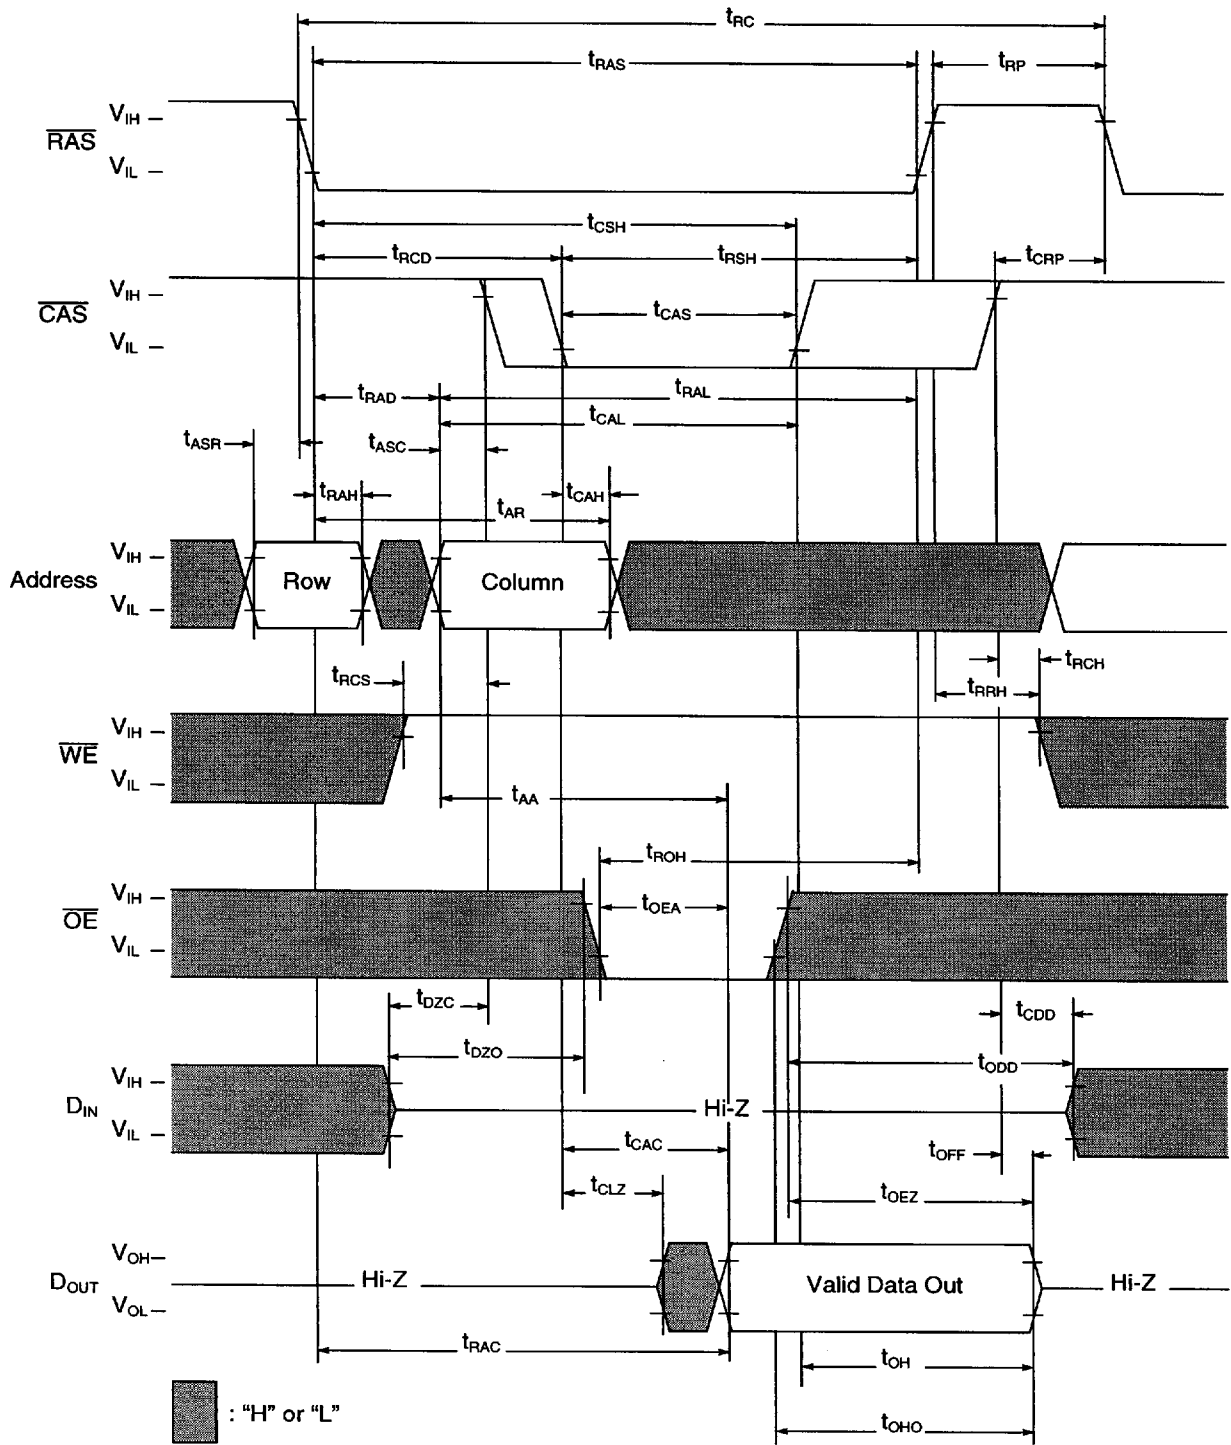 tRC
tRAS
tRP
VIH
RAS
VIL
tCSH
tRCD
tRSH
tCRP
VIH
CAS
tCAS
VIL
tRAD
tRAL
tCAL
tASR
tASC
tRAH
tCAH
tAR
VIH
Address
Row
Column
VIL
tRCS
tRCH
tRRH
VIH
WE
VIL
tAA
tROH
VIH
OE
tOEA
VIL
tDZC
tCDD
tDZO
tODD
VIH
DIN
Hi-Z
VIL
tCAC
tOFF
tCLZ
tOEZ
VOH
DOUT
Hi-Z
Valid Data Out
Hi-Z
VOL
tRAC
tOH
: “H” or “L”
tOHO